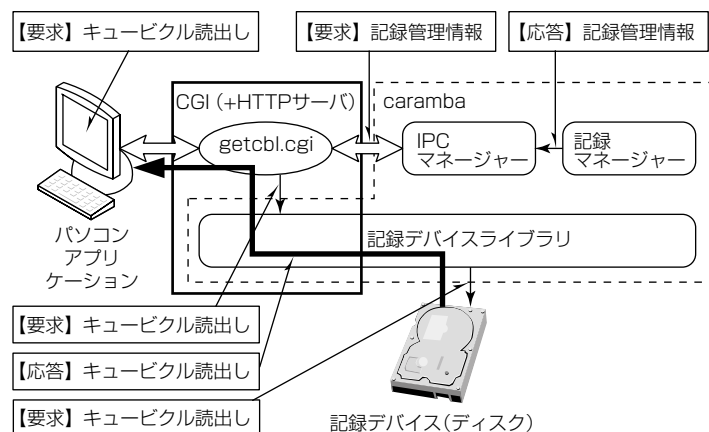 【要求】キュービクル読出し
【要求】記録管理情報
【応答】記録管理情報
CGI（+HTTPサーバ）
caramba
getcbl.cgi
IPC
マネージャー
記録
マネージャー
パソコン
アプリ
ケーション
記録デバイスライブラリ
【要求】キュービクル読出し
【応答】キュービクル読出し
【要求】キュービクル読出し
記録デバイス（ディスク）